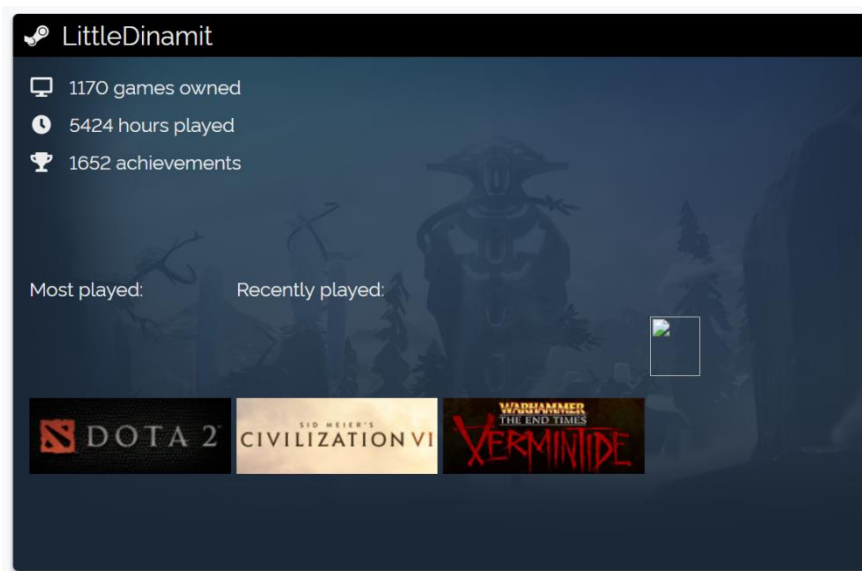 LittleDinamit
1170 games owned
5424 hours played
1652 achievements
Most played:
Recently played:
DOTA 2
SID MEIER'S
CIVILIZATION VI
WARHAMMER
THE END TIMES
VERMINTIDE